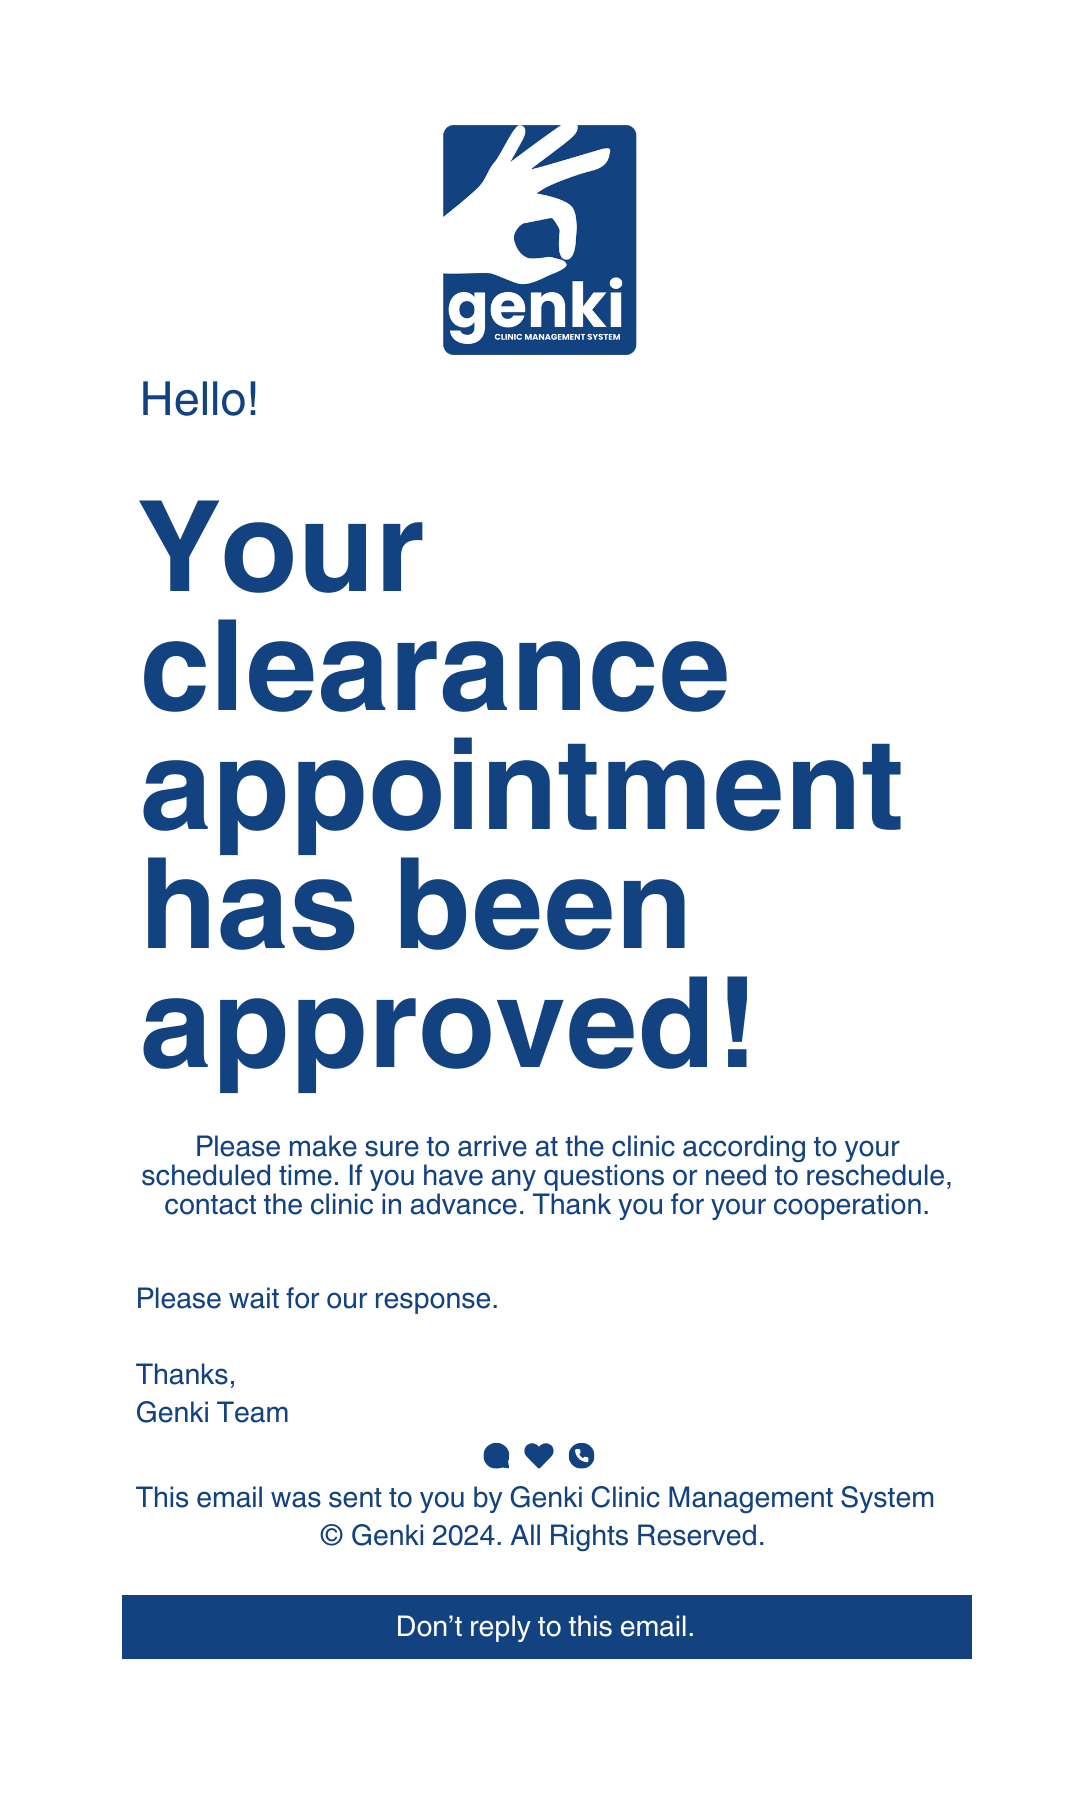 genki
CLINIC MANAGEMENT SYSTEM
Hello!
Your
clearance
appointment
has been
approved!
Please make sure to arrive at the clinic according to your
scheduled time. If you have any questions or need to reschedule,
contact the clinic in advance. Thank you for your cooperation.
Please wait for our response.
Thanks,
Genki Team
This email was sent to you by Genki Clinic Management System
© Genki 2024. All Rights Reserved.
Don’t reply to this email.